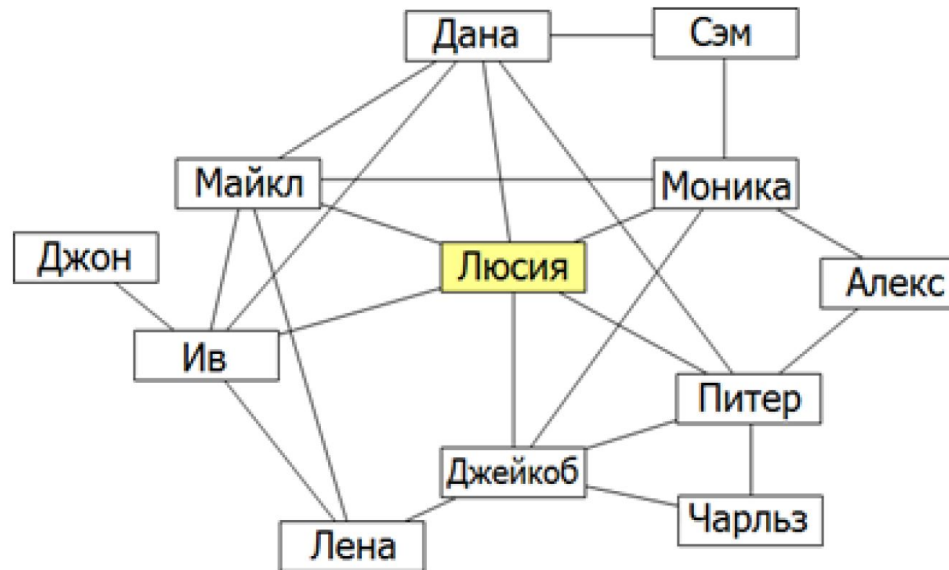 Дана
Сэм
Майкл
Моника
Джон
Люсия
Алекс
Ив
Питер
Джейкоб
Чарльз
Лена